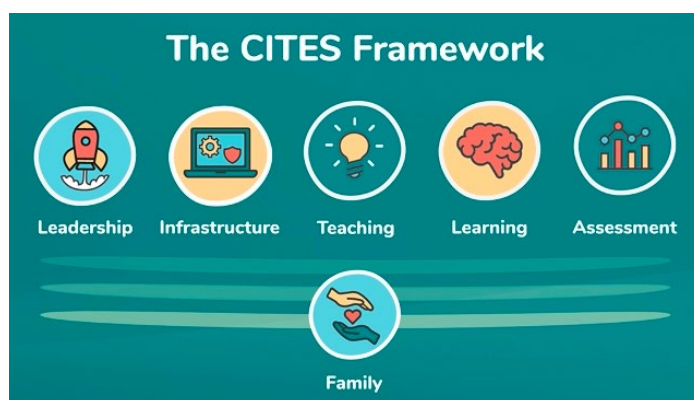 The CITES Framework
Leadership Infrastructure Teaching Learning Assessment
Family